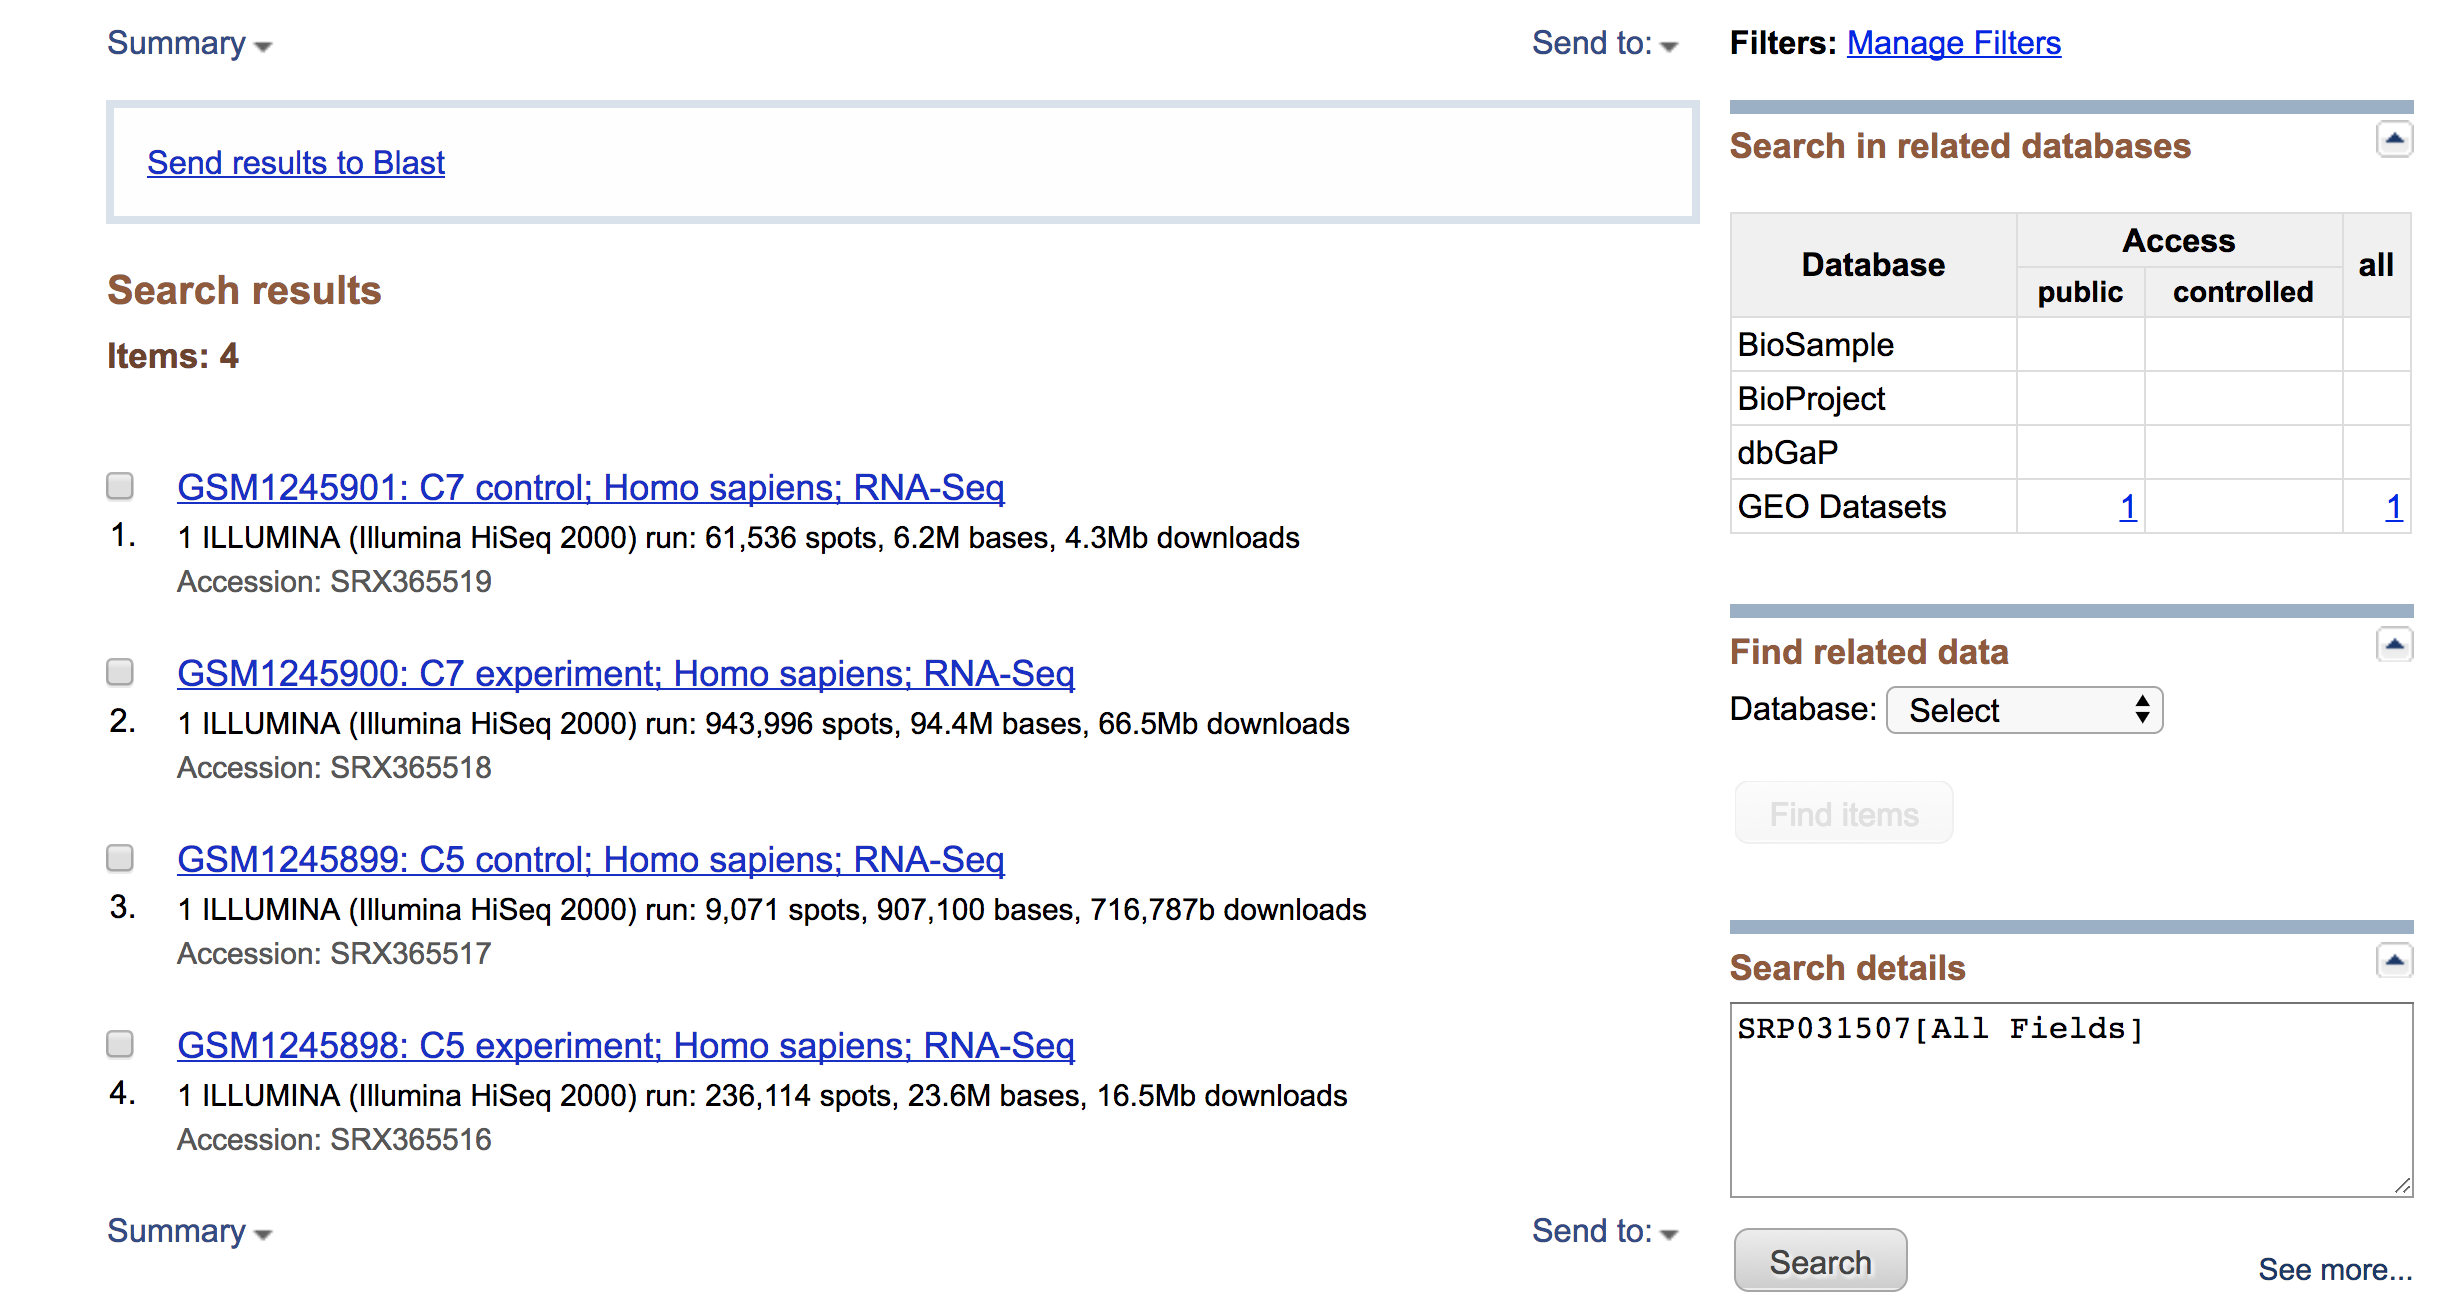 Summary
Send to:
Send results to Blast
Search results
Items: 4
GSM1245901: C7 control; Homo sapiens; RNA-Seq
1. 1 ILLUMINA (Illumina HiSeq 2000) run: 61,536 spots, 6.2M bases, 4.3Mb downloads
Accession: SRX365519
GSM1245900: C7 experiment; Homo sapiens; RNA-Seq
2. 1 ILLUMINA (Illumina HiSeq 2000) run: 943,996 spots, 94.4M bases, 66.5Mb downloads
Accession: SRX365518
GSM1245899: C5 control; Homo sapiens; RNA-Seq
3. 1 ILLUMINA (Illumina HiSeq 2000) run: 9,071 spots, 907,100 bases, 716,787b downloads
Accession: SRX365517
GSM1245898: C5 experiment; Homo sapiens; RNA-Seq
4. 1 ILLUMINA (Illumina HiSeq 2000) run: 236,114 spots, 23.6M bases, 16.5Mb downloads
Accession: SRX365516
Summary
Send to:
Filters: Manage Filters
Search in related databases
Database
Access
all
public controlled
BioSample
BioProject
dbGaP
GEO Datasets 1 1
Find related data
Database: Select
Find items
Search details
SRP031507[All Fields]
Search
See more...